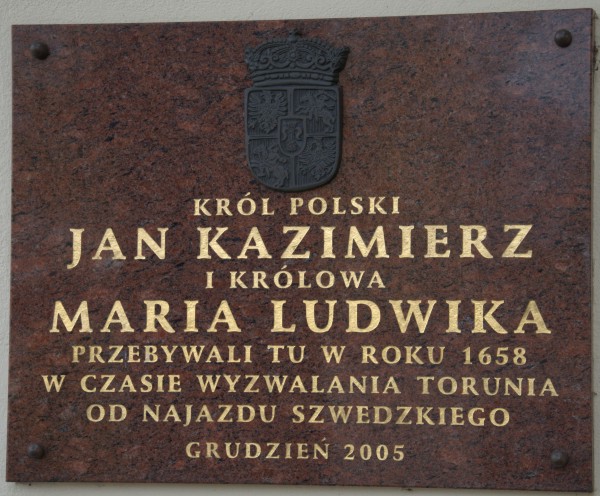 KRÓL POLSKI
JAN KAZIMIERZ
I KRÓLOWA
MARIA LUDWIKA
PRZEBYWALI TU W ROKU 1658
W CZASIE WYZWALANIA TORUNIA
OD NAJAZDU SZWEDZKIEGO
GRUDZIEŃ 2005